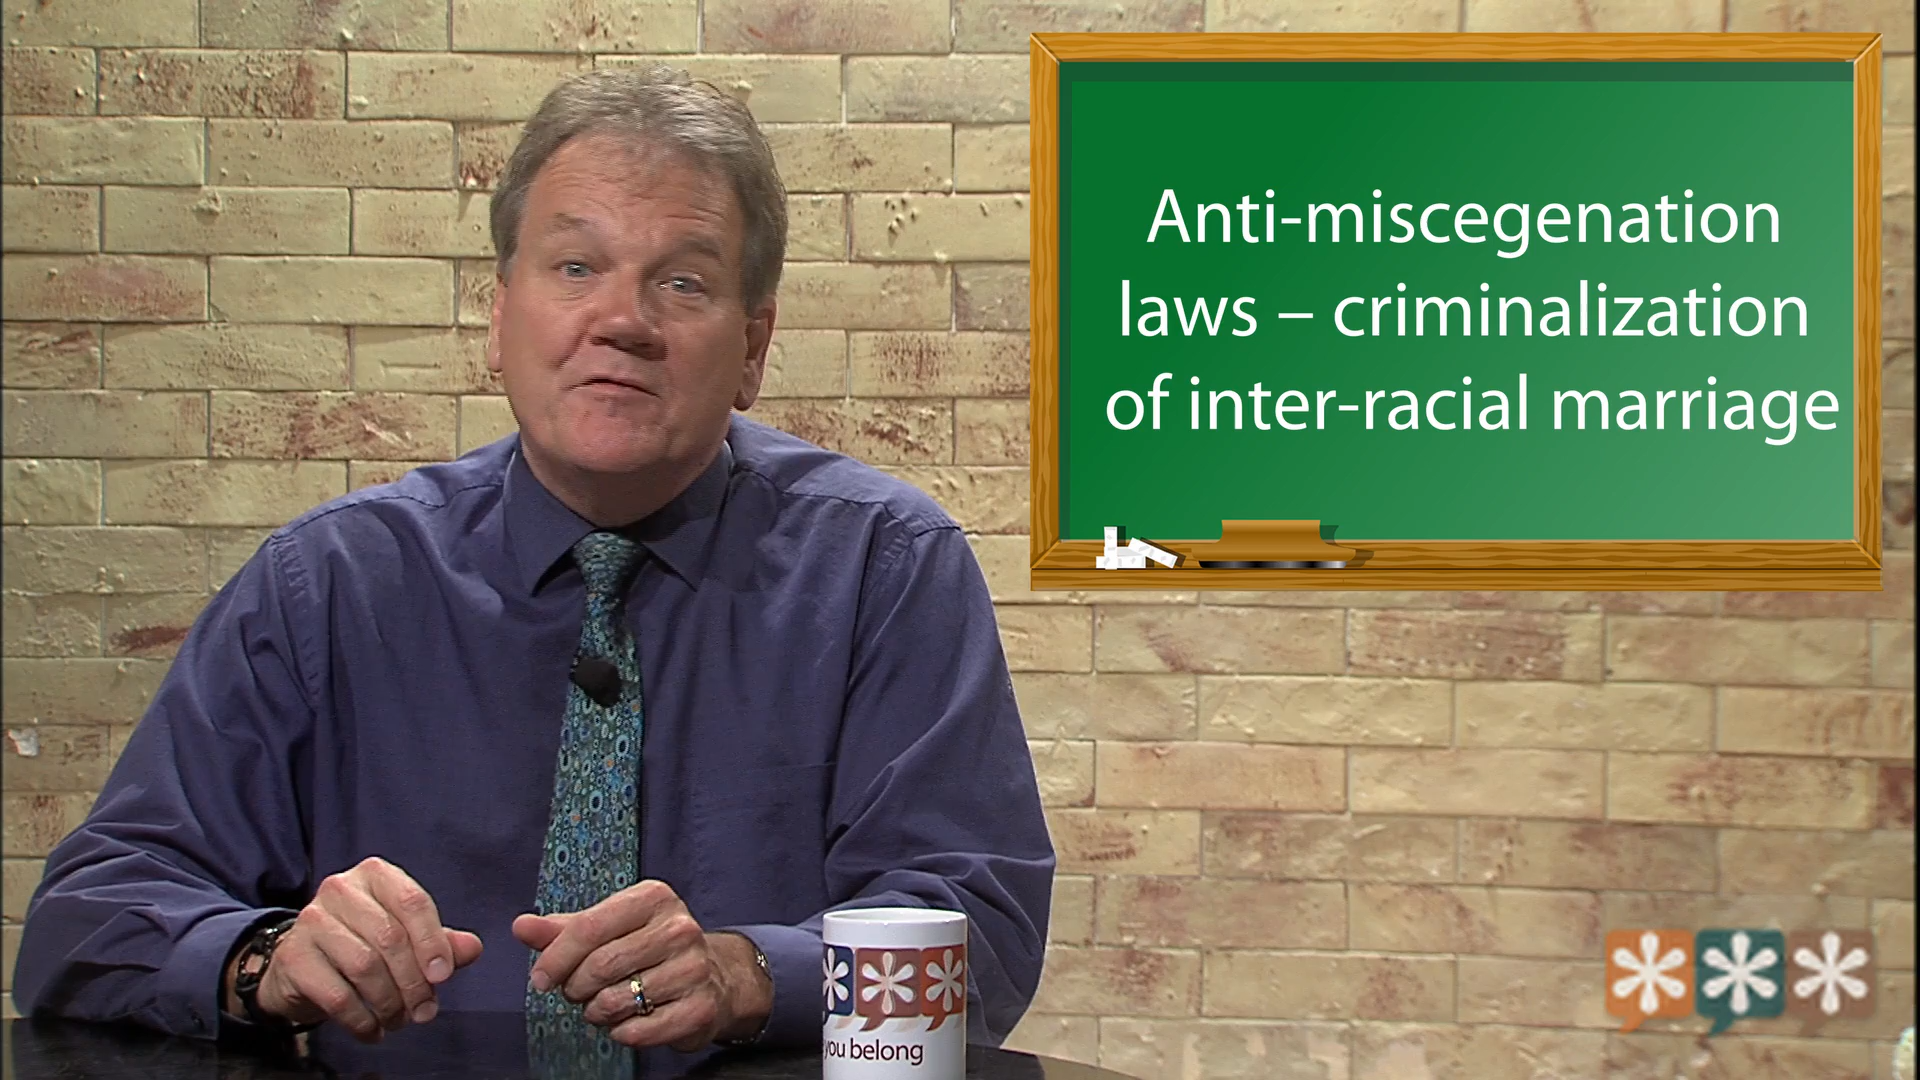 Anti-miscegenation
laws – criminalization
of inter-racial marriage
you belong